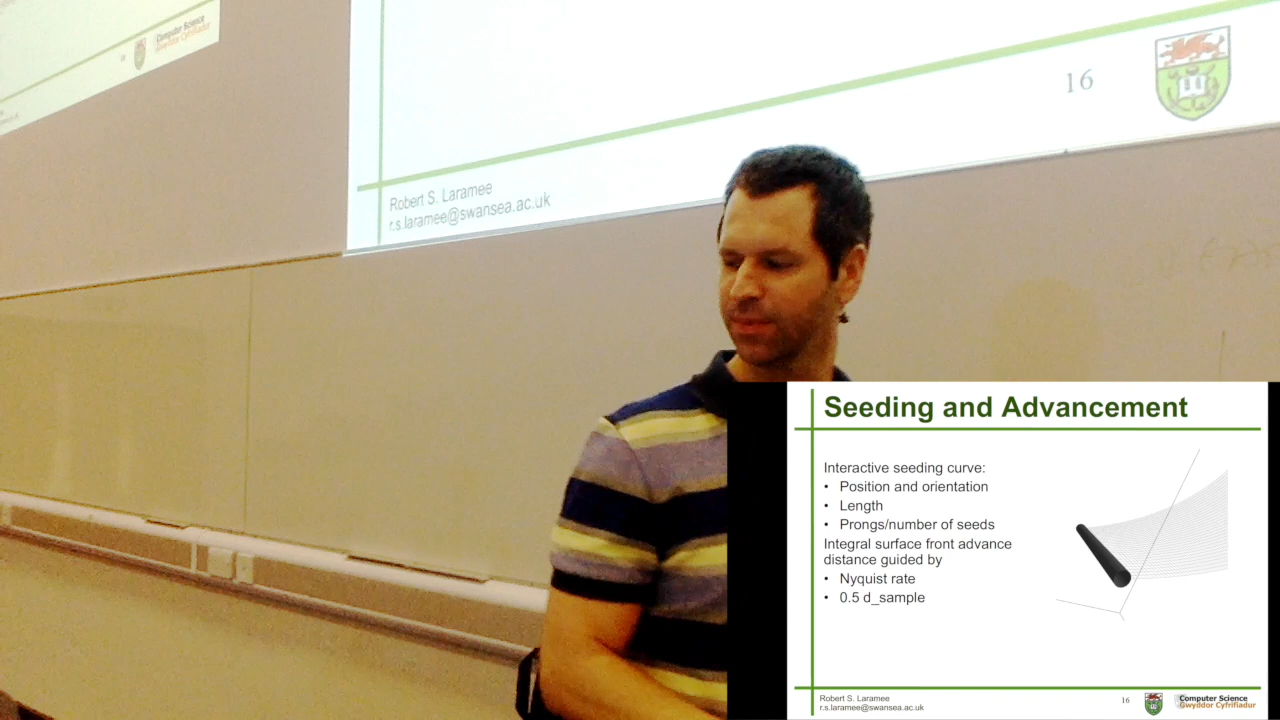 Computer Science
Gwyddor Cyfrifiadur
16
Robert S. Laramee
r.s.laramee@swansea.ac.uk
Seeding and Advancement
Interactive seeding curve:
• Position and orientation
• Length
• Prongs/number of seeds
Integral surface front advance
distance guided by
• Nyquist rate
• 0.5 d_sample
Robert S. Laramee
r.s.laramee@swansea.ac.uk
16
Computer Science
Gwyddor Cyfrifiadur